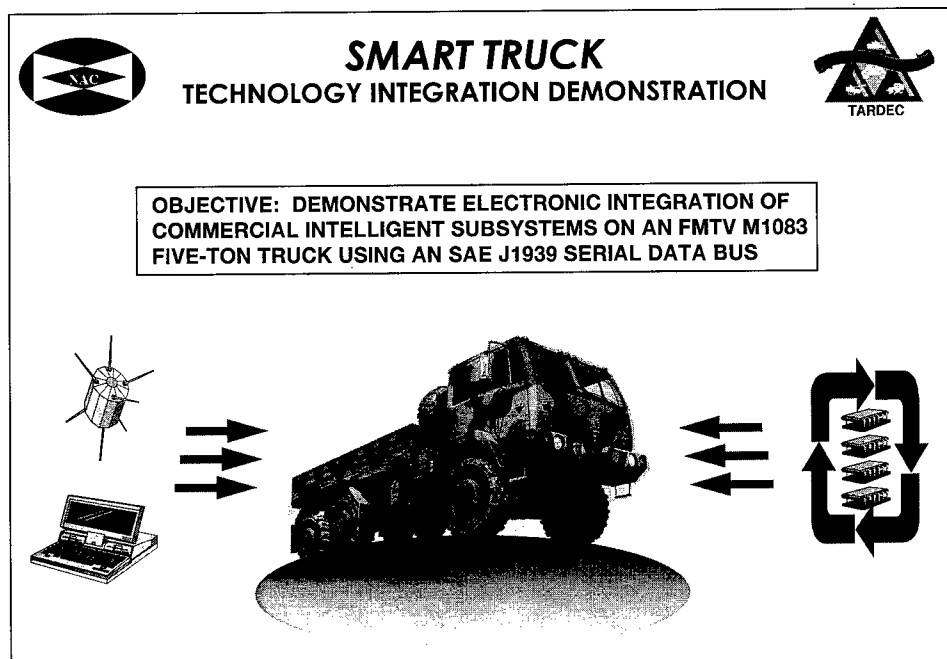 NAC
SMART TRUCK
TECHNOLOGY INTEGRATION DEMONSTRATION
TARDEC
OBJECTIVE: DEMONSTRATE ELECTRONIC INTEGRATION OF
COMMERCIAL INTELLIGENT SUBSYSTEMS ON AN FMTV M1083
FIVE-TON TRUCK USING AN SAE J1939 SERIAL DATA BUS